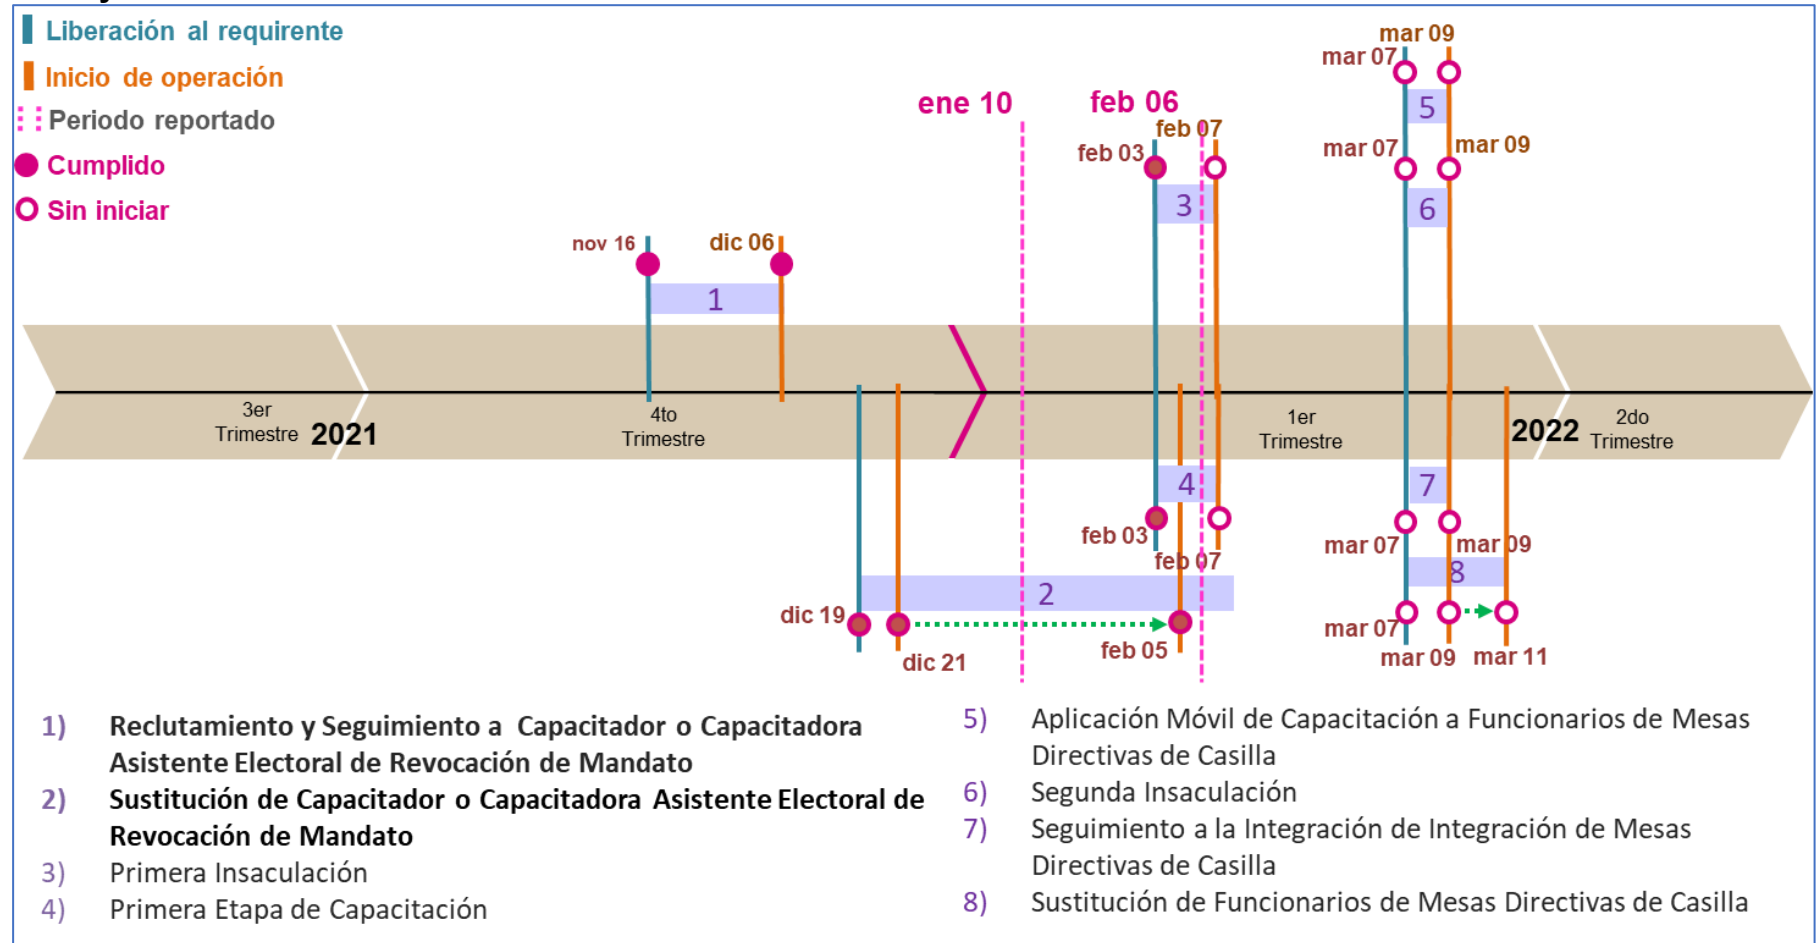 Liberación al requirente
Inicio de operación
Periodo reportado
Cumplido
Sin iniciar
mar 09
mar 07
5
mar 07
mar 09
6
ene 10
feb 06
feb 07
feb 03
3
nov 16
dic 06
1
3er
Trimestre
2021
4to
Trimestre
1er
Trimestre
2022
2do
Trimestre
4
feb 03
feb 07
2
dic 19
dic 21
feb 05
7
mar 07
mar 09
8
mar 07
mar 09
mar 11
1) Reclutamiento y Seguimiento a Capacitador o Capacitadora
Asistente Electoral de Revocación de Mandato
2) Sustitución de Capacitador o Capacitadora Asistente Electoral de
Revocación de Mandato
3) Primera Insaculación
4) Primera Etapa de Capacitación
5) Aplicación Móvil de Capacitación a Funcionarios de Mesas
Directivas de Casilla
6) Segunda Insaculación
7) Seguimiento a la Integración de Integración de Mesas
Directivas de Casilla
8) Sustitución de Funcionarios de Mesas Directivas de Casilla